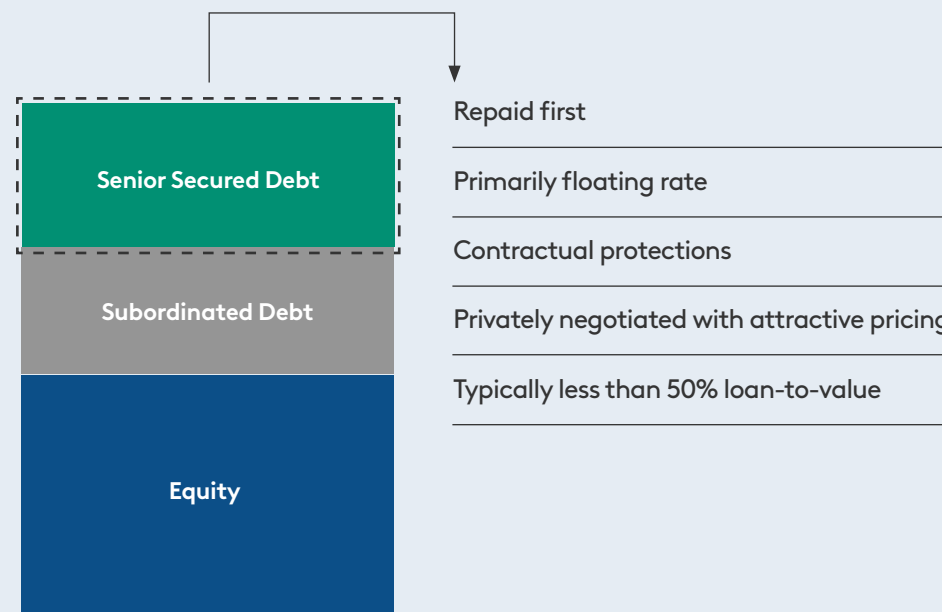 Senior Secured Debt
Subordinated Debt
Equity
Repaid first
Primarily floating rate
Contractual protections
Privately negotiated with attractive pricing
Typically less than 50% loan-to-value